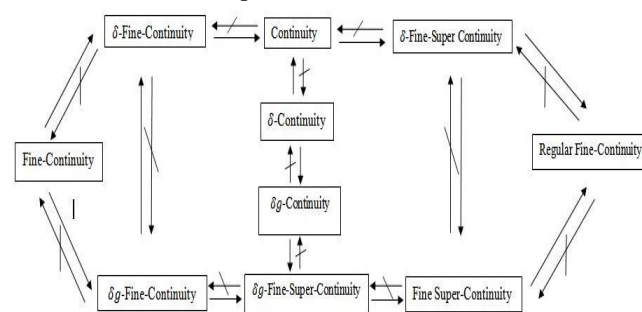 δ-Fine-Continuity
Continuity
δ-Fine-Super Continuity
δ-Continuity
Fine-Continuity
Regular Fine-Continuity
δg-Continuity
δg-Fine-Continuity
δg-Fine-Super-Continuity
Fine Super-Continuity